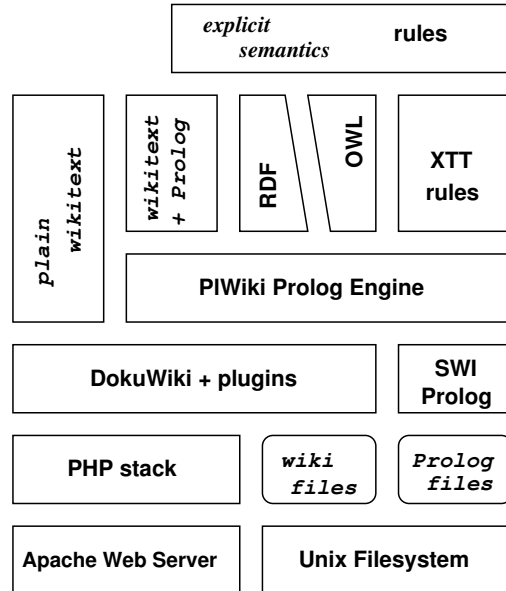 explicit
semantics
rules
plain
wikitext
wikitext
+ Prolog
RDF
OWL
XTT
rules
PlWiki Prolog Engine
DokuWiki + plugins
SWI
Prolog
PHP stack
wiki
files
Prolog
files
Apache Web Server
Unix Filesystem